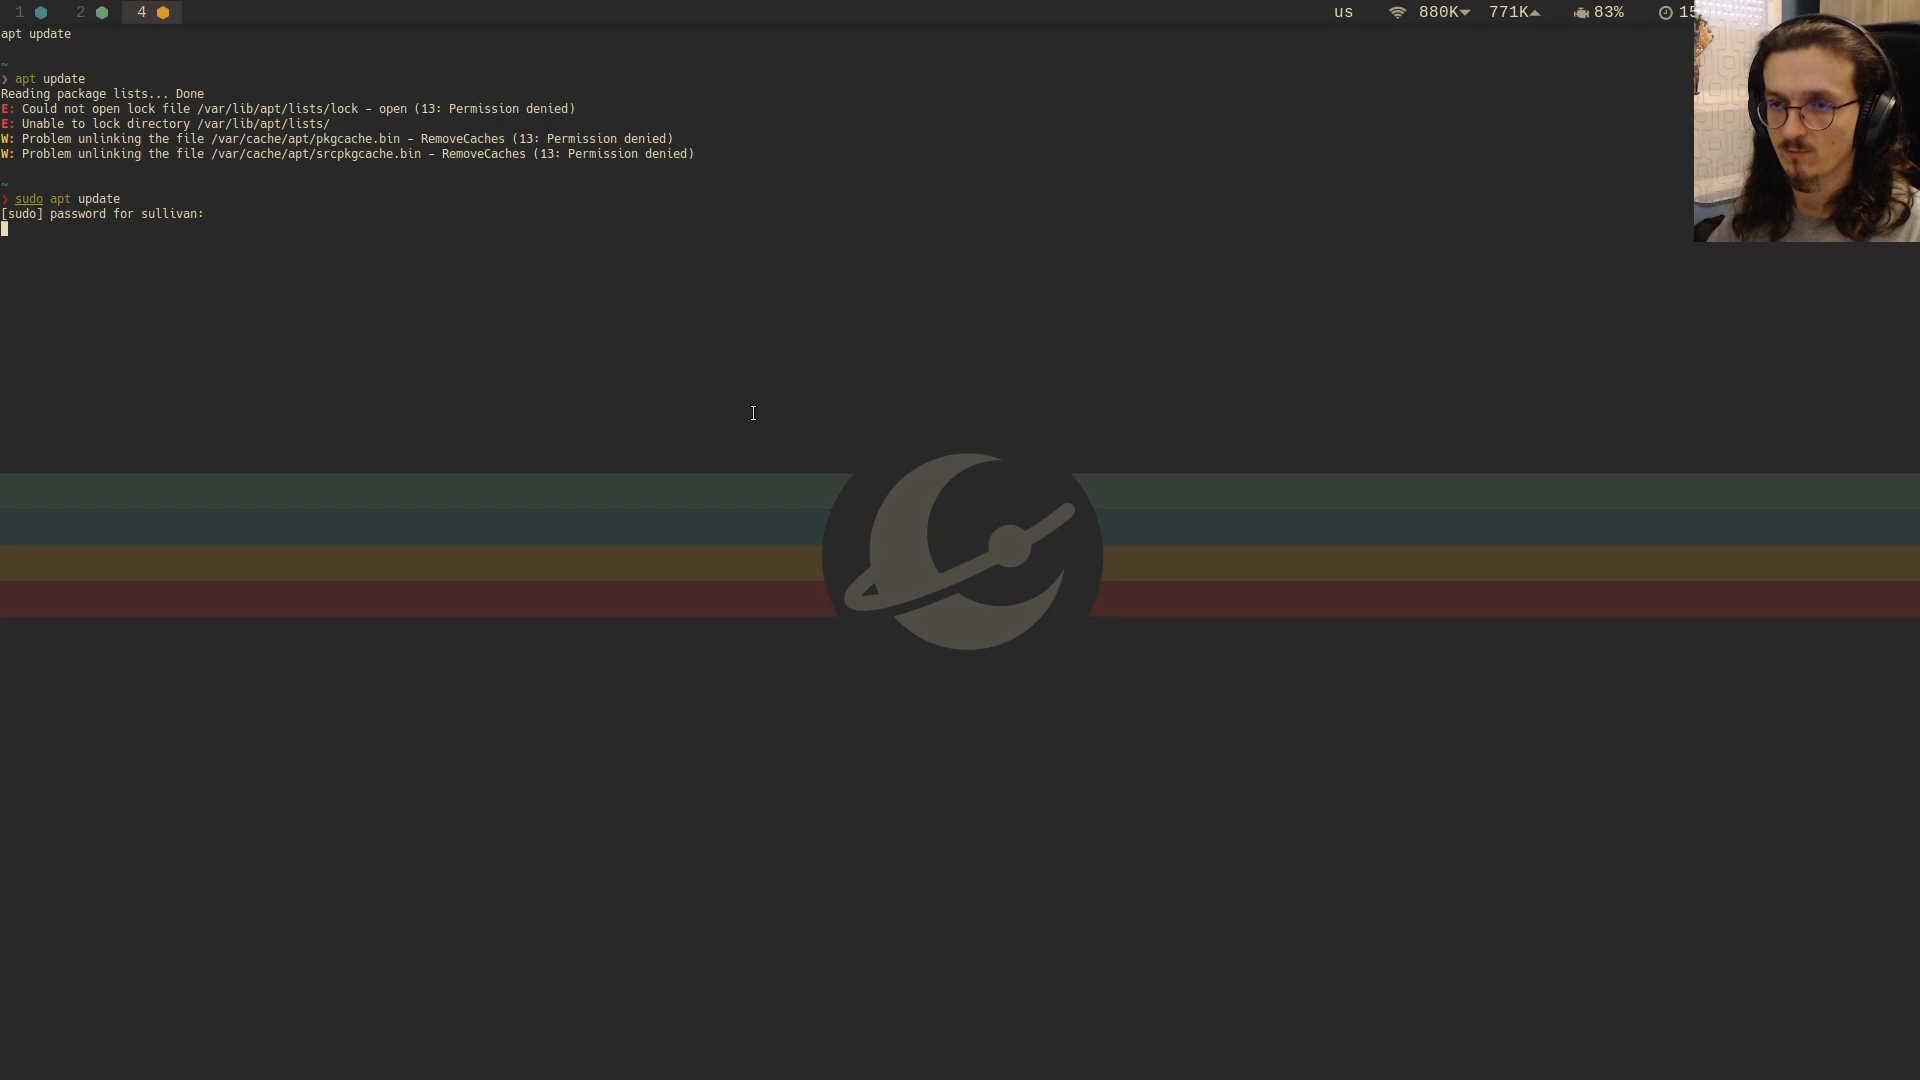 1 2 4 us 880K 771K 83% 15
apt update
~
❯ apt update
Reading package lists... Done
E: Could not open lock file /var/lib/apt/lists/lock - open (13: Permission denied)
E: Unable to lock directory /var/lib/apt/lists/
W: Problem unlinking the file /var/cache/apt/pkgcache.bin - RemoveCaches (13: Permission denied)
W: Problem unlinking the file /var/cache/apt/srcpkgcache.bin - RemoveCaches (13: Permission denied)
~
❯ sudo apt update
[sudo] password for sullivan: